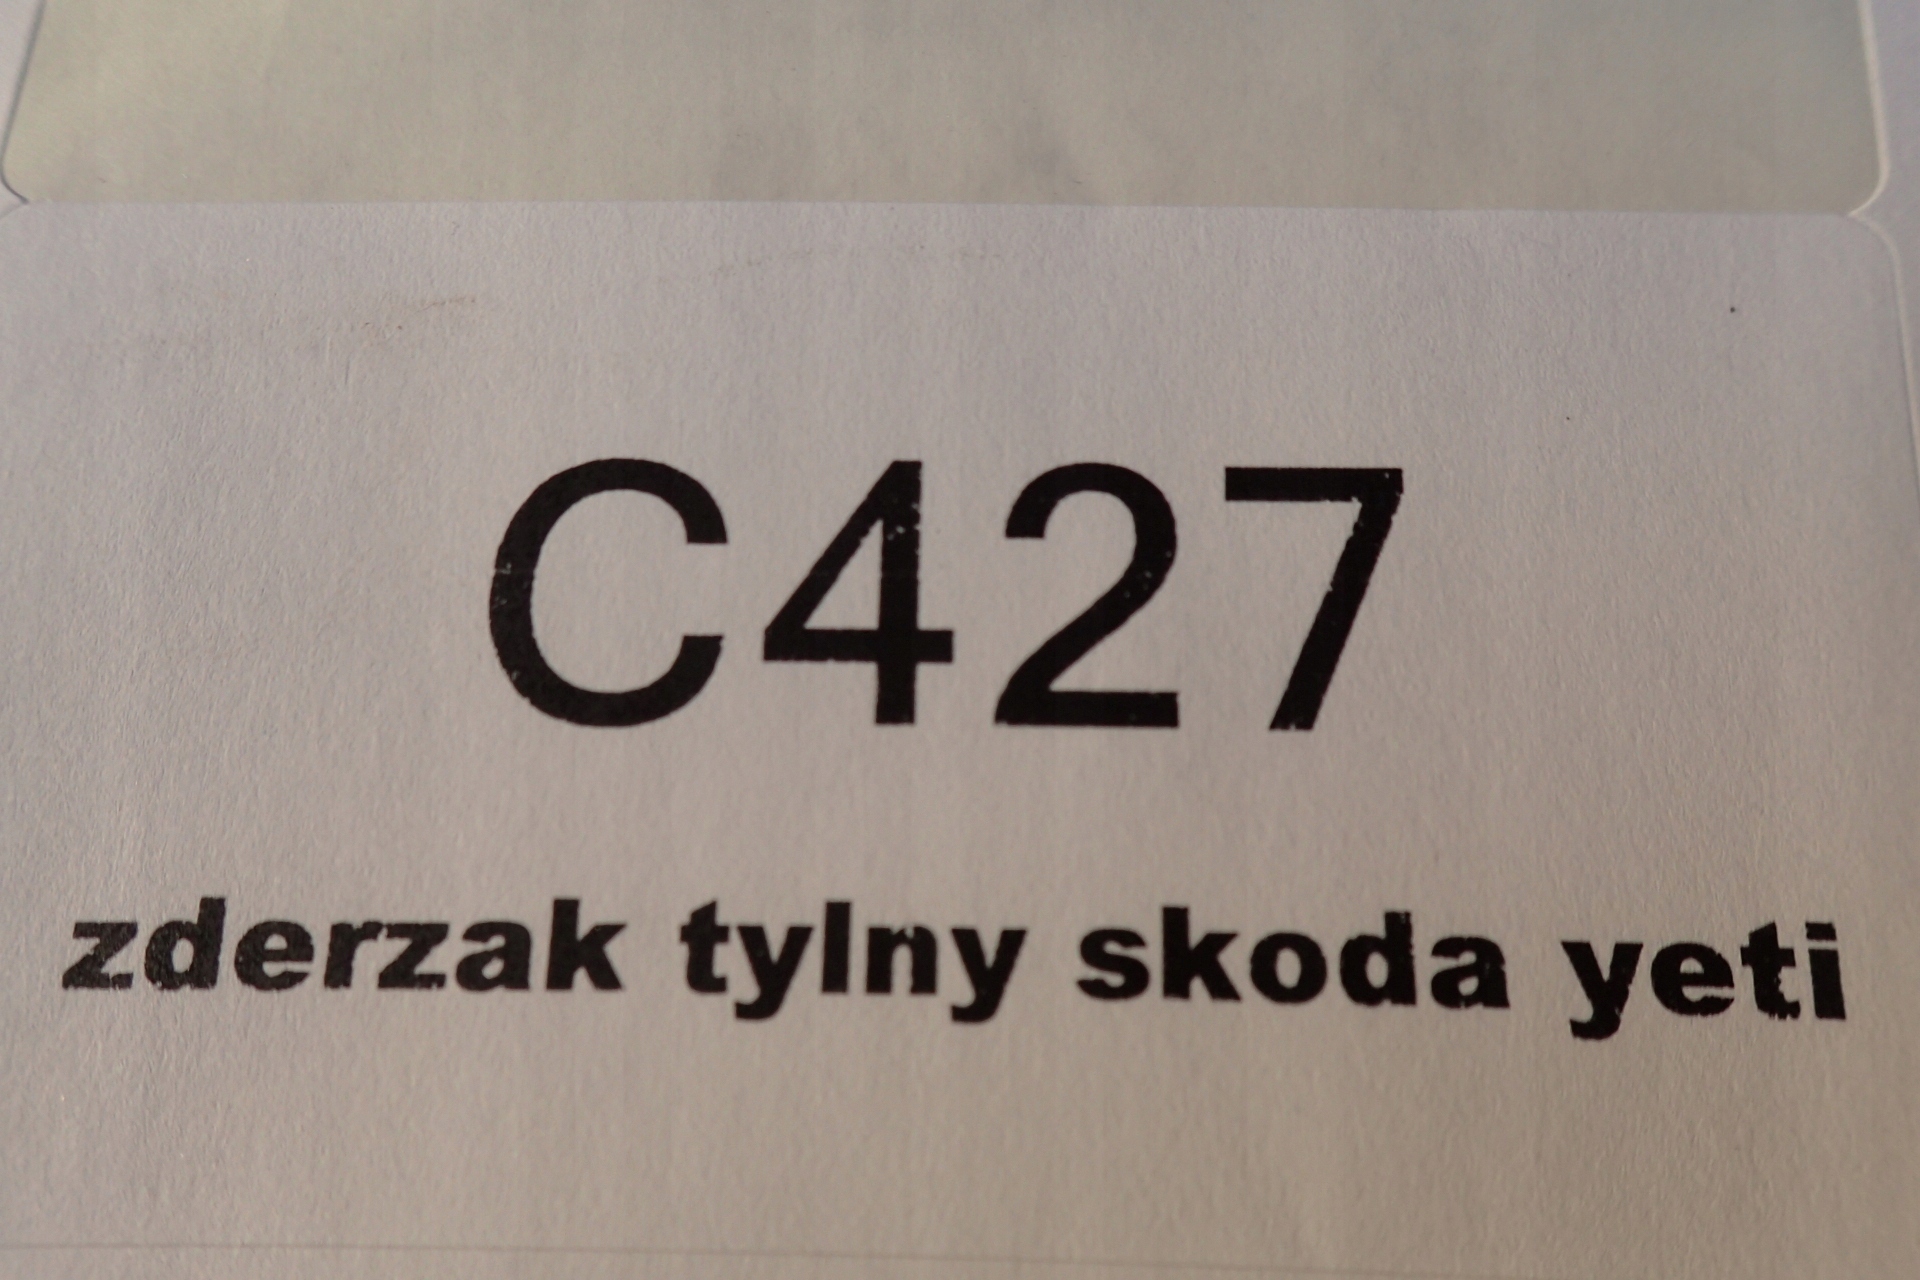 C427
zderzak tylny skoda yeti